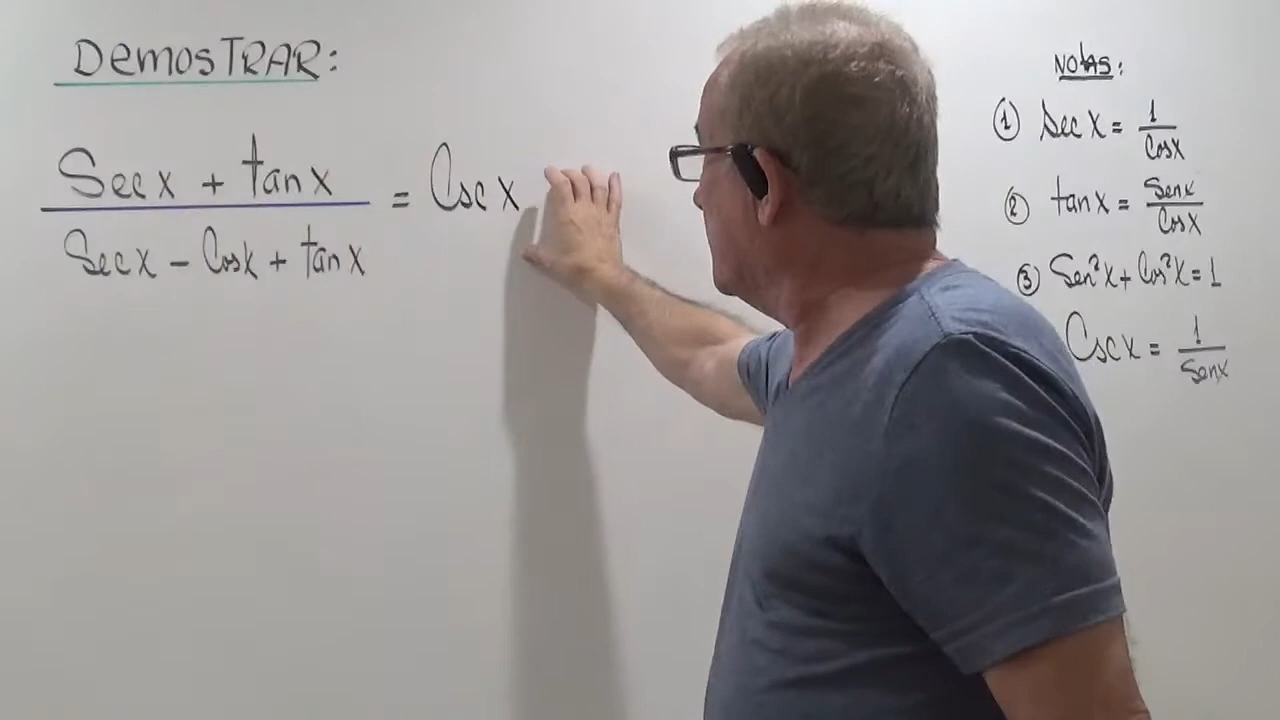 DemosTRAR:
Sec x + tan x
———————————— = Csc x
Sec x - Cos x + tan x
NOtAS:
① Sec x = 1/Cos x
② tan x = Sen x/Cos x
③ Sen²x + Cos²x = 1
Csc x = 1/Sen x